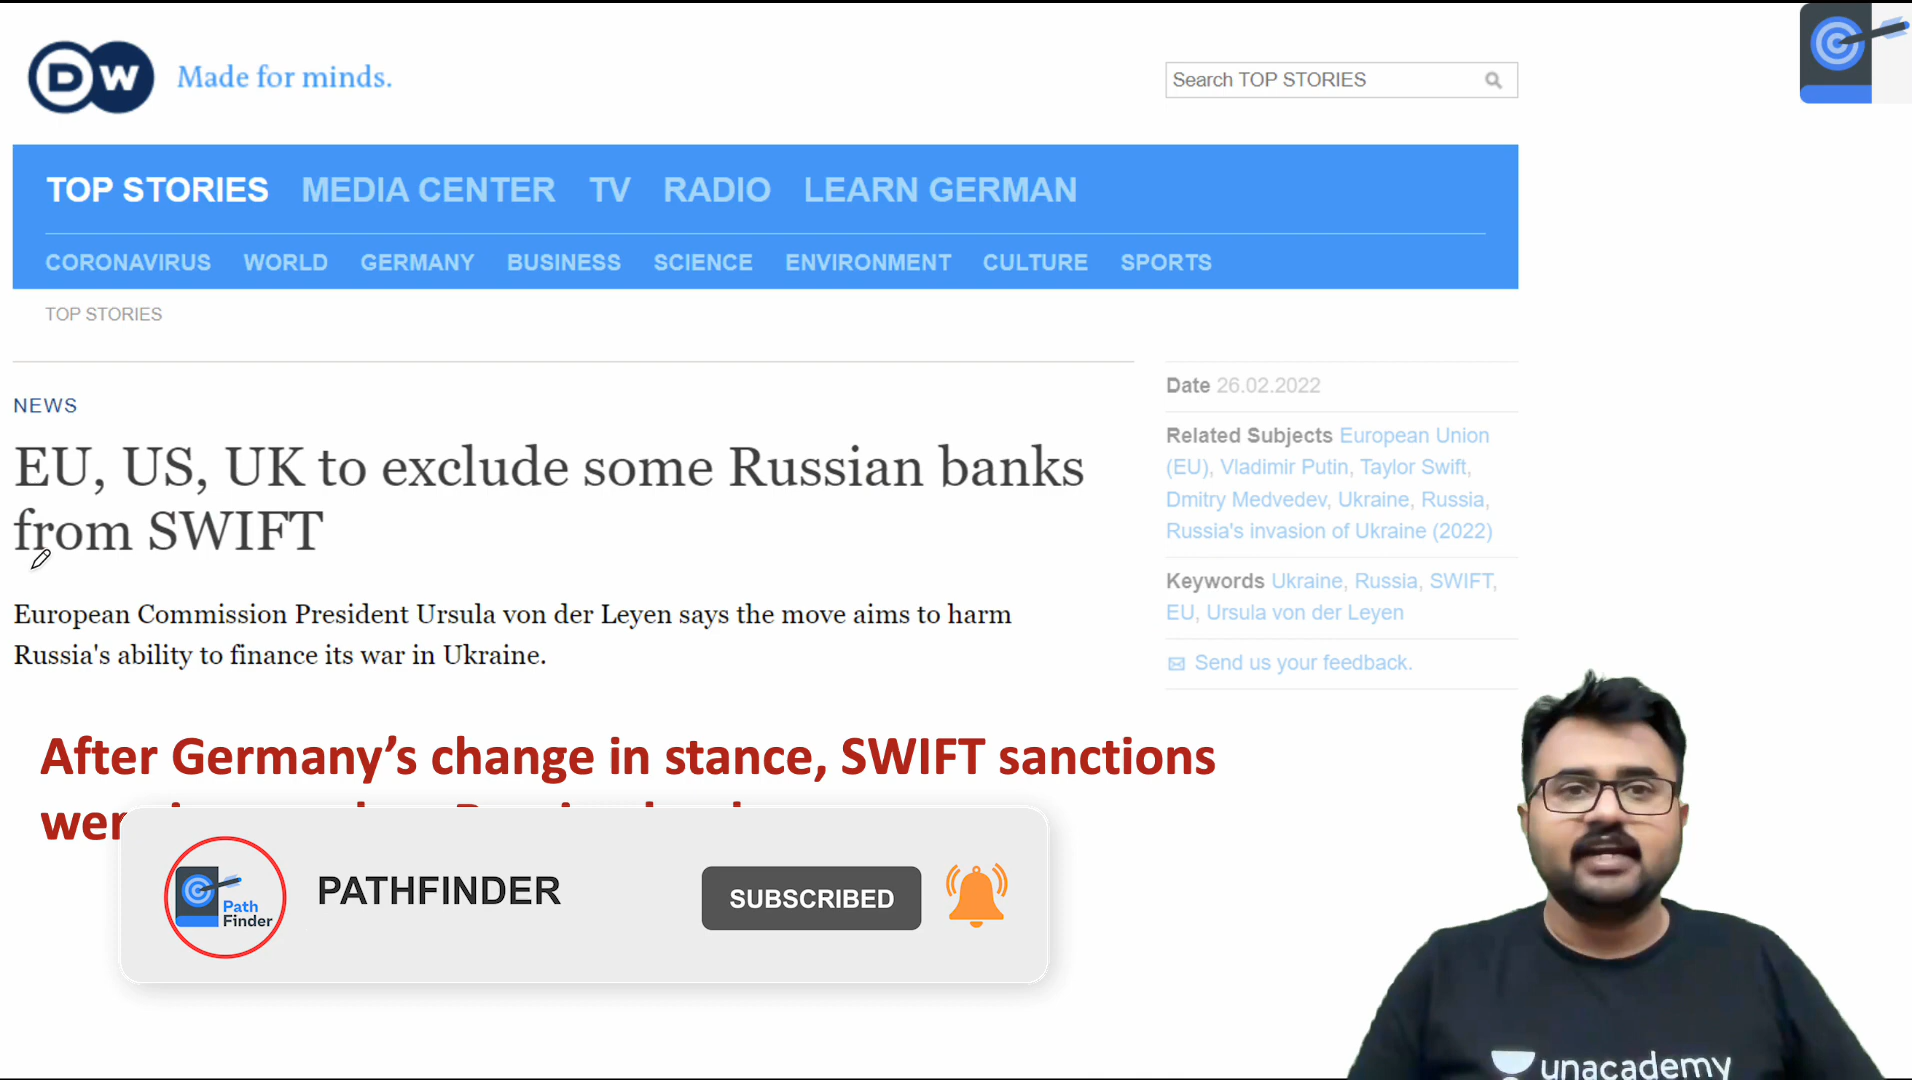 DW Made for minds.
Search TOP STORIES
TOP STORIES MEDIA CENTER TV RADIO LEARN GERMAN
CORONAVIRUS WORLD GERMANY BUSINESS SCIENCE ENVIRONMENT CULTURE SPORTS
TOP STORIES
NEWS
EU, US, UK to exclude some Russian banks
from SWIFT
European Commission President Ursula von der Leyen says the move aims to harm
Russia's ability to finance its war in Ukraine.
Date 26.02.2022
Related Subjects European Union
(EU), Vladimir Putin, Taylor Swift,
Dmitry Medvedev, Ukraine, Russia,
Russia's invasion of Ukraine (2022)
Keywords Ukraine, Russia, SWIFT,
EU, Ursula von der Leyen
Send us your feedback.
After Germany’s change in stance, SWIFT sanctions
Path
Finder
PATHFINDER
SUBSCRIBED
unacademy